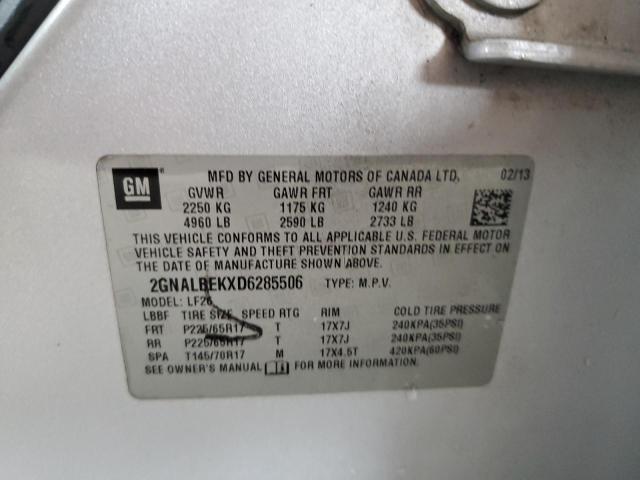 GM
MFD BY GENERAL MOTORS OF CANADA LTD. 02/13
GVWR GAWR FRT GAWR RR
2250 KG 1175 KG 1240 KG
4960 LB 2590 LB 2733 LB
THIS VEHICLE CONFORMS TO ALL APPLICABLE U.S. FEDERAL MOTOR
VEHICLE SAFETY AND THEFT PREVENTION STANDARDS IN EFFECT ON
THE DATE OF MANUFACTURE SHOWN ABOVE.
2GNALBEKXD6285506 TYPE: M.P.V.
MODEL: LF26
LBBF TIRE SIZE SPEED RTG RIM COLD TIRE PRESSURE
FRT P225/65R17 T 17X7J 240KPA(35PSI)
RR P225/65R17 T 17X7J 240KPA(35PSI)
SPA T145/70R17 M 17X4.5T 420KPA(60PSI)
SEE OWNER'S MANUAL FOR MORE INFORMATION.